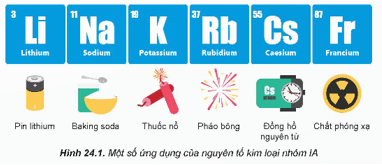 3 11 19 37 55 87
Li Na K Rb Cs Fr
Lithium Sodium Potassium Rubidium Caesium Francium
Cs
Pin lithium Baking soda Thuốc nổ Pháo bông Đồng hồ nguyên tử Chất phóng xạ
Hình 24.1. Một số ứng dụng của nguyên tố kim loại nhóm IA